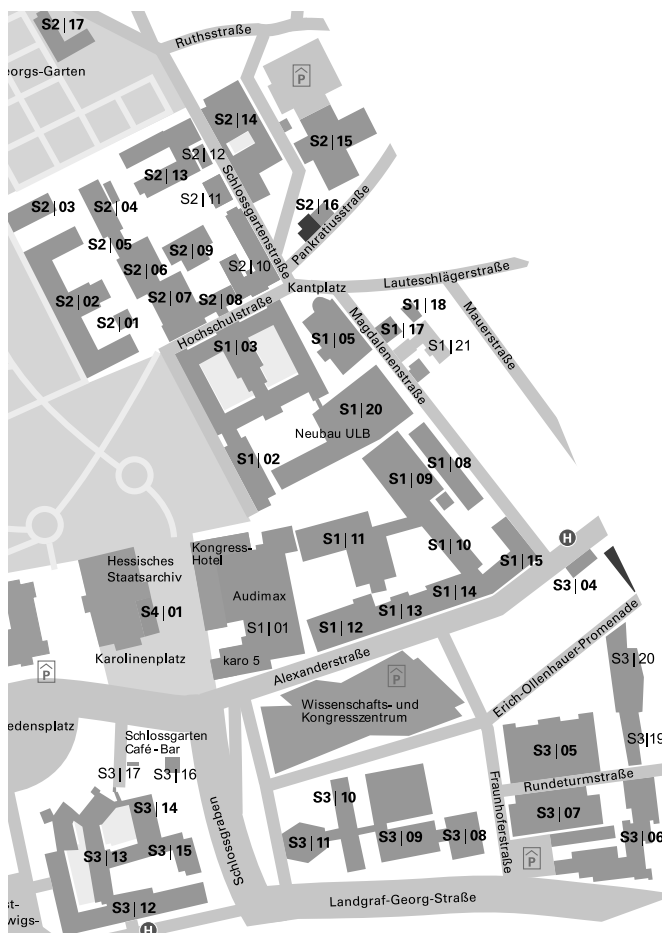 S2|17
Ruthsstraße
eorgs-Garten
P
S2|14
S2|15
S2|12
S2|13
S2|11
Schlossgartenstraße
S2|16
Pankratiusstraße
S2|03
S2|04
S2|05
S2|09
S2|06
S2|10
S2|02
S2|07
S2|08
S2|01
Hochschulstraße
Kantplatz
Lauteschlägerstraße
Mauerstraße
Magdalenenstraße
S1|18
S1|17
S1|21
S1|03
S1|05
S1|20
Neubau ULB
S1|02
S1|08
S1|09
S1|11
S1|10
S1|15
H
S3|04
Kongress-
Hotel
Hessisches
Staatsarchiv
Audimax
S4|01
S1|01
S1|14
S1|13
S1|12
Karolinenplatz
karo 5
P
Alexanderstraße
Erich-Ollenhauer-Promenade
S3|20
P
Wissenschafts- und
Kongresszentrum
edensplatz
Schlossgarten
Café-Bar
S3|17
S3|16
S3|19
S3|05
Rundeturmstraße
Fraunhoferstraße
S3|10
S3|14
S3|07
Schlossgraben
S3|11
S3|09
S3|08
S3|06
S3|13
S3|15
P
S3|12
Landgraf-Georg-Straße
st-
wigs-
H